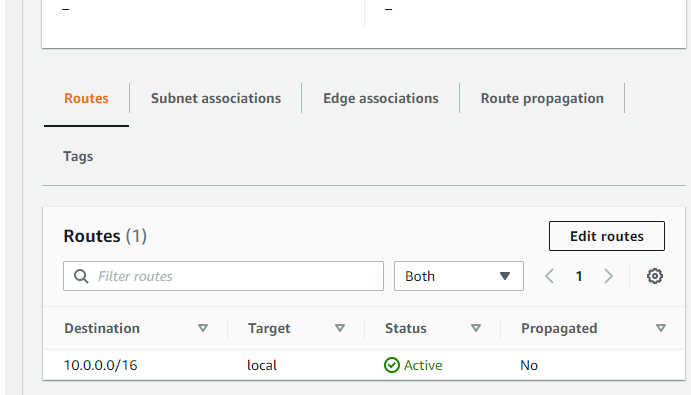 – –
Routes Subnet associations Edge associations Route propagation
Tags
Routes (1) Edit routes
Filter routes Both 1
Destination Target Status Propagated
10.0.0.0/16 local Active No